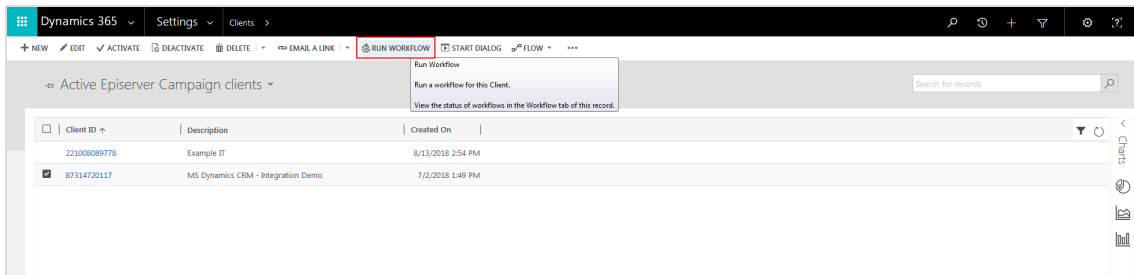 Dynamics 365 Settings Clients >
+ NEW EDIT ACTIVATE DEACTIVATE DELETE EMAIL A LINK RUN WORKFLOW START DIALOG FLOW •••
Run Workflow
Run a workflow for this Client.
View the status of workflows in the Workflow tab of this record.
Active Episerver Campaign clients
Search for records
Client ID ↑ Description Created On
221008089778 Example IT 8/13/2018 2:54 PM
87314720117 MS Dynamics CRM - Integration Demo 7/2/2018 1:49 PM
Charts